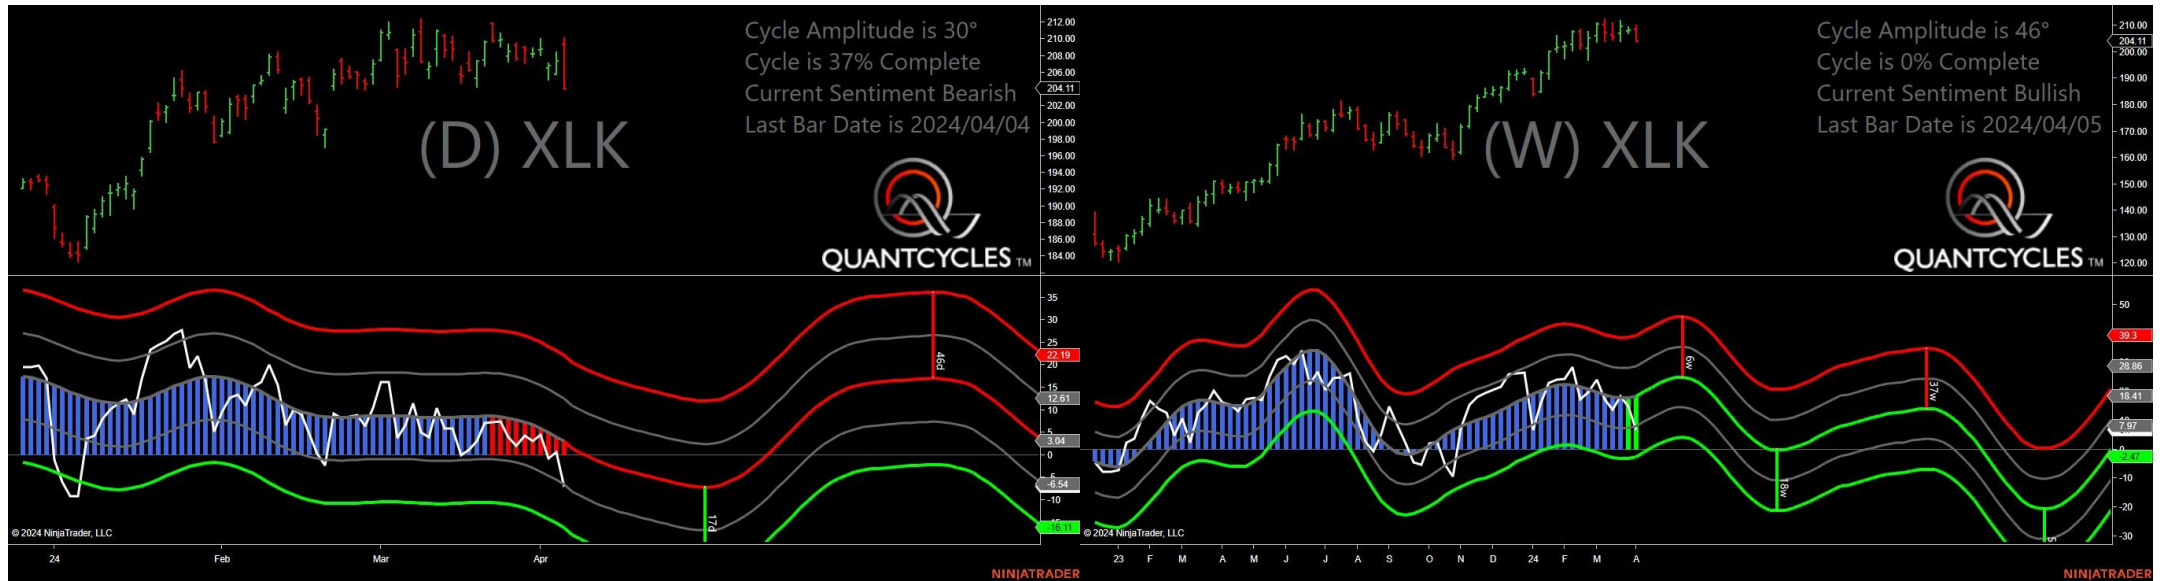 Cycle Amplitude is 30°
Cycle is 37% Complete
Current Sentiment Bearish
Last Bar Date is 2024/04/04
(D) XLK
QUANTCYCLES TM
212.00
210.00
208.00
206.00
204.11
202.00
200.00
198.00
196.00
194.00
192.00
190.00
188.00
186.00
184.00
35
30
25
22.19
20
15
12.61
10
5
3.04
0
-6.54
-10
-16.11
46d
17d
© 2024 NinjaTrader, LLC
24 Feb Mar Apr
NINJATRADER
Cycle Amplitude is 46°
Cycle is 0% Complete
Current Sentiment Bullish
Last Bar Date is 2024/04/05
(W) XLK
QUANTCYCLES TM
210.00
204.11
200.00
190.00
180.00
170.00
160.00
150.00
140.00
130.00
120.00
50
39.3
28.86
18.41
7.97
-2.47
-10
-20
-30
6w
18w
37w
5
© 2024 NinjaTrader, LLC
23 F M A M J J A S O N D 24 F M A
NINJATRADER